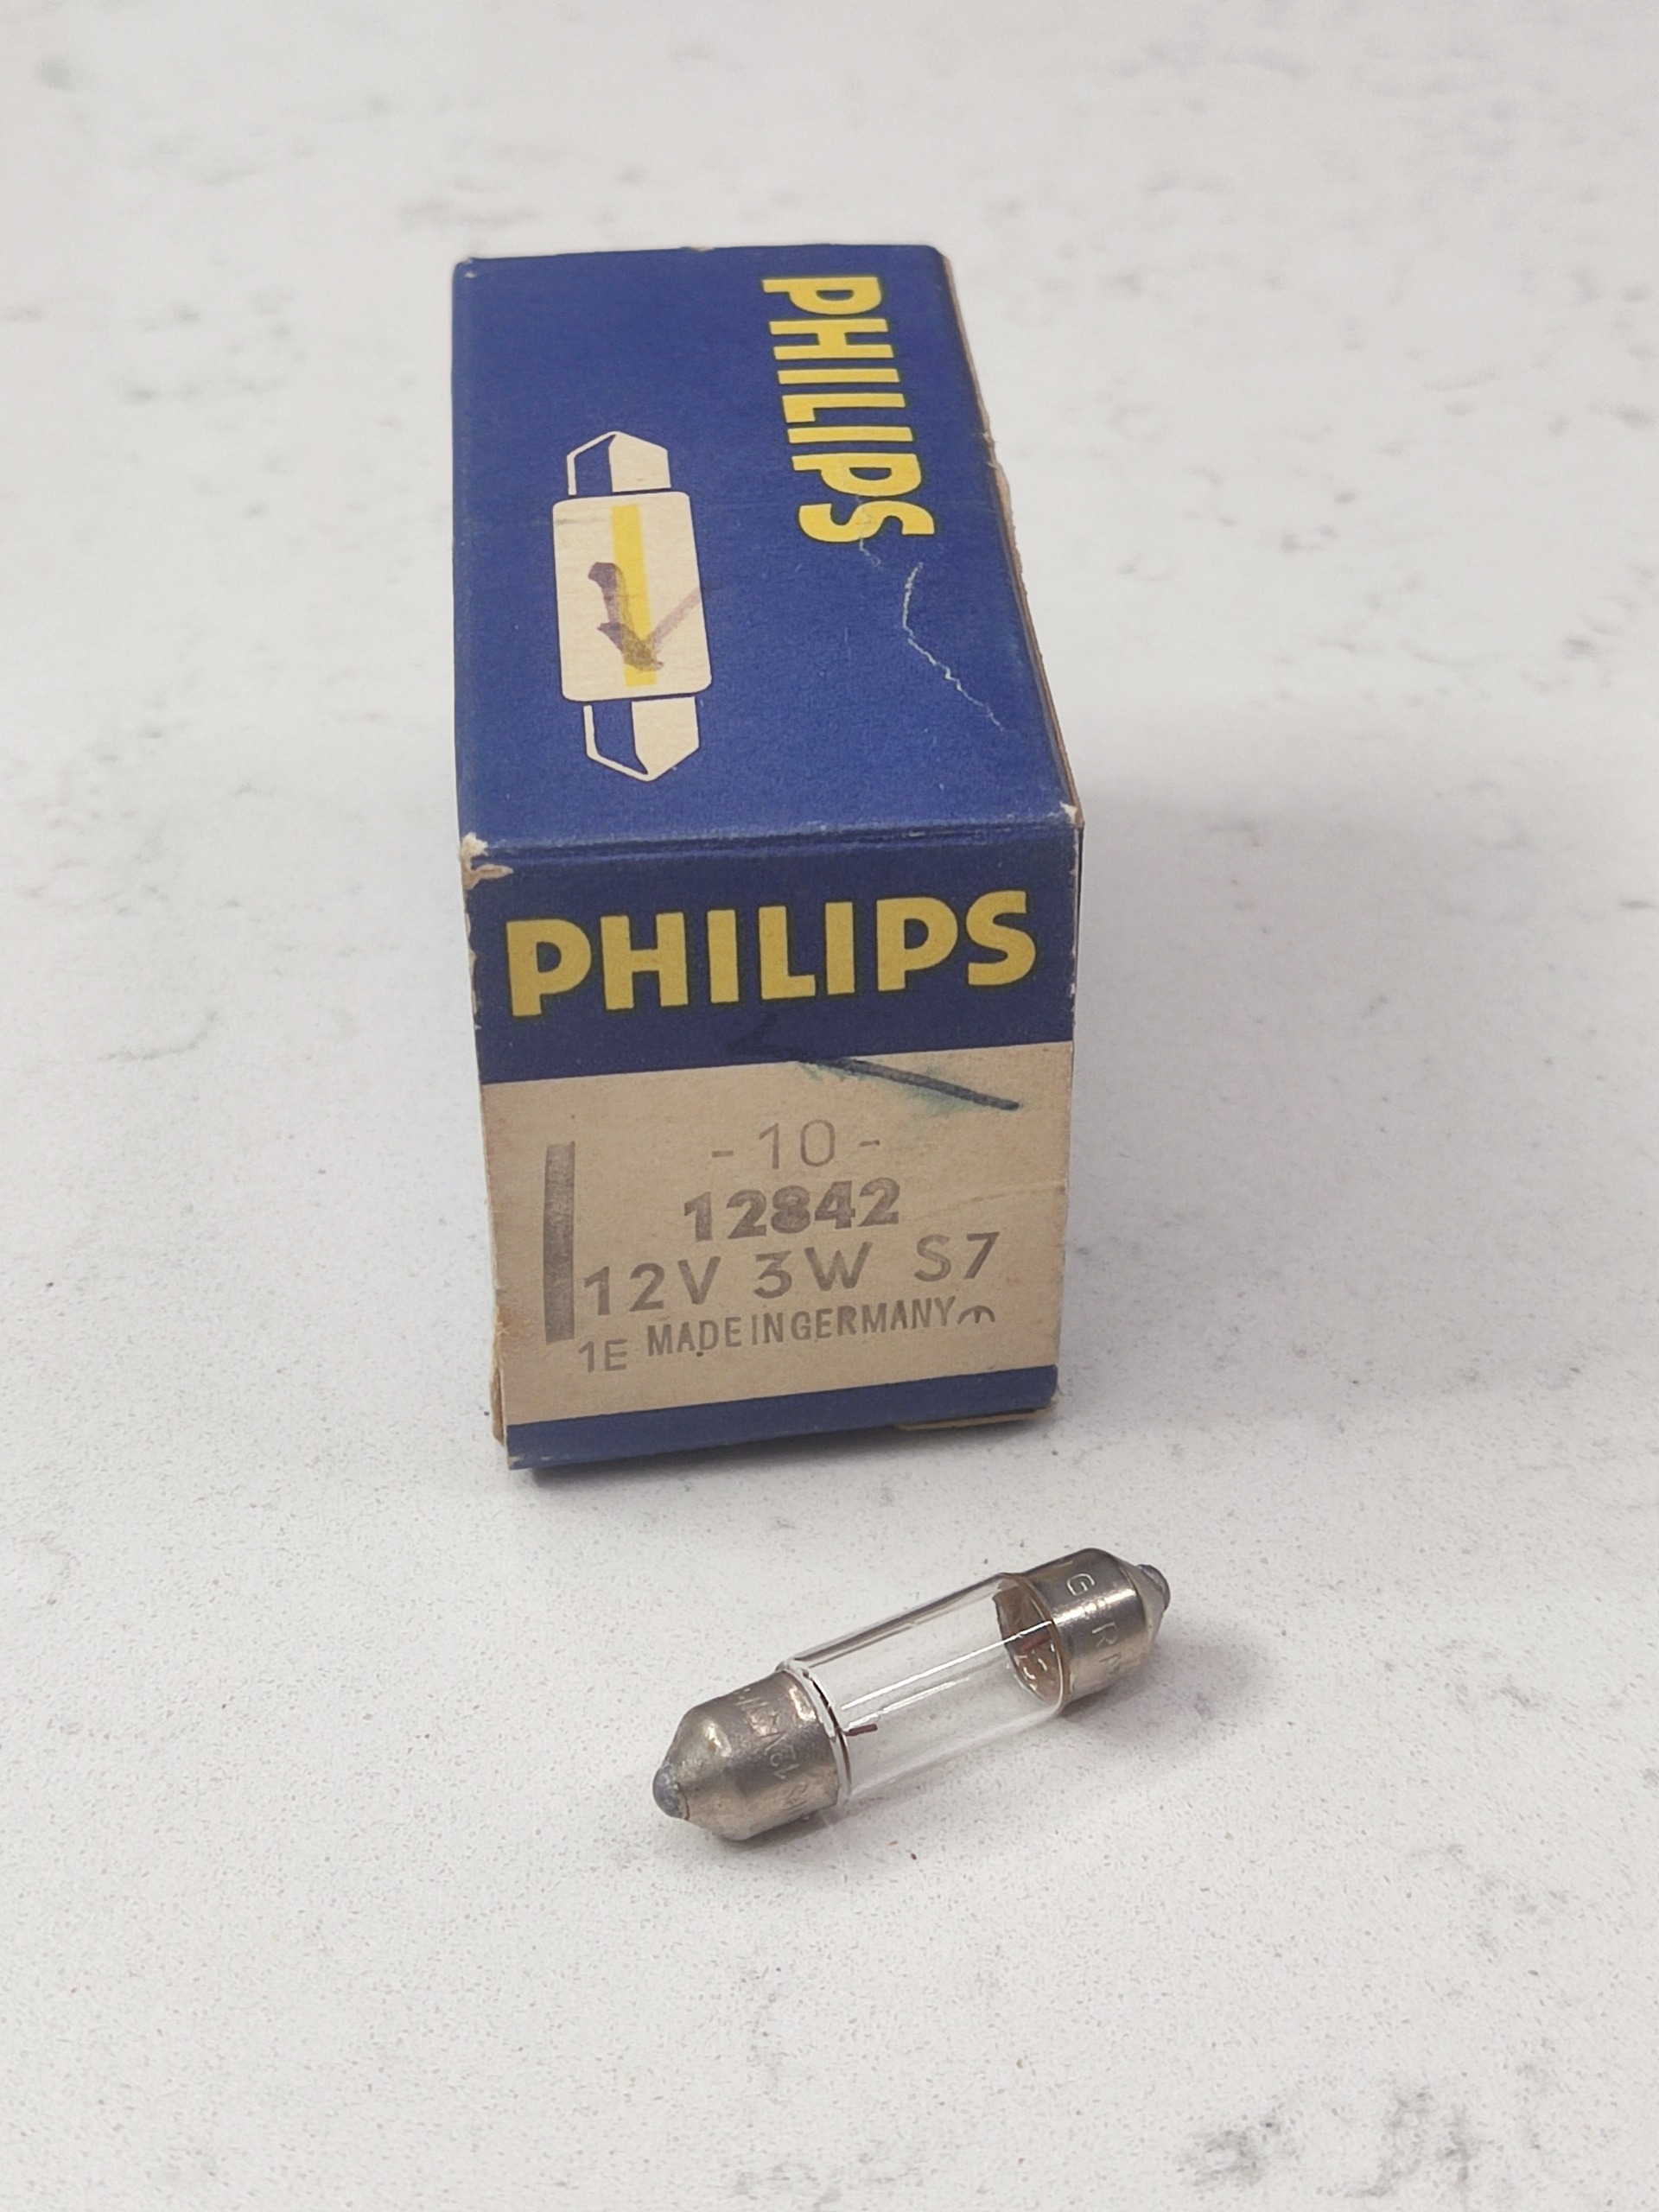 PHILIPS
PHILIPS
- 10 -
12842
12V 3W S7
1E MADE IN GERMANY